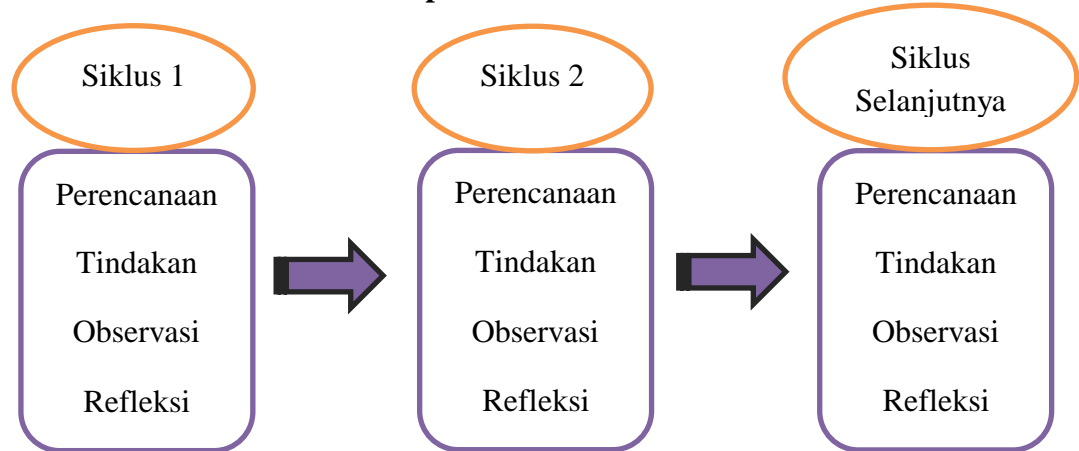 Siklus 1
Perencanaan
Tindakan
Observasi
Refleksi
Siklus 2
Perencanaan
Tindakan
Observasi
Refleksi
Siklus
Selanjutnya
Perencanaan
Tindakan
Observasi
Refleksi